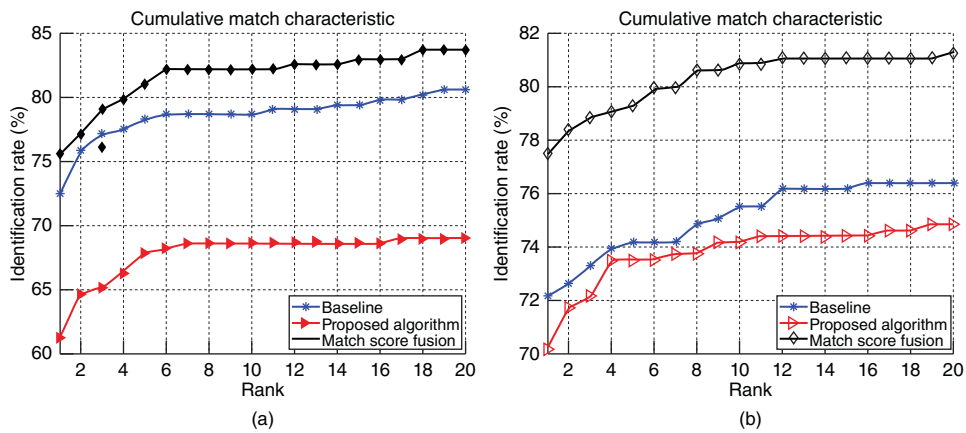 Cumulative match characteristic
Identification rate (%)
85
80
75
70
65
60
2 4 6 8 10 12 14 16 18 20
Rank
Baseline
Proposed algorithm
Match score fusion
(a)
Cumulative match characteristic
Identification rate (%)
82
80
78
76
74
72
70
2 4 6 8 10 12 14 16 18 20
Rank
Baseline
Proposed algorithm
Match score fusion
(b)